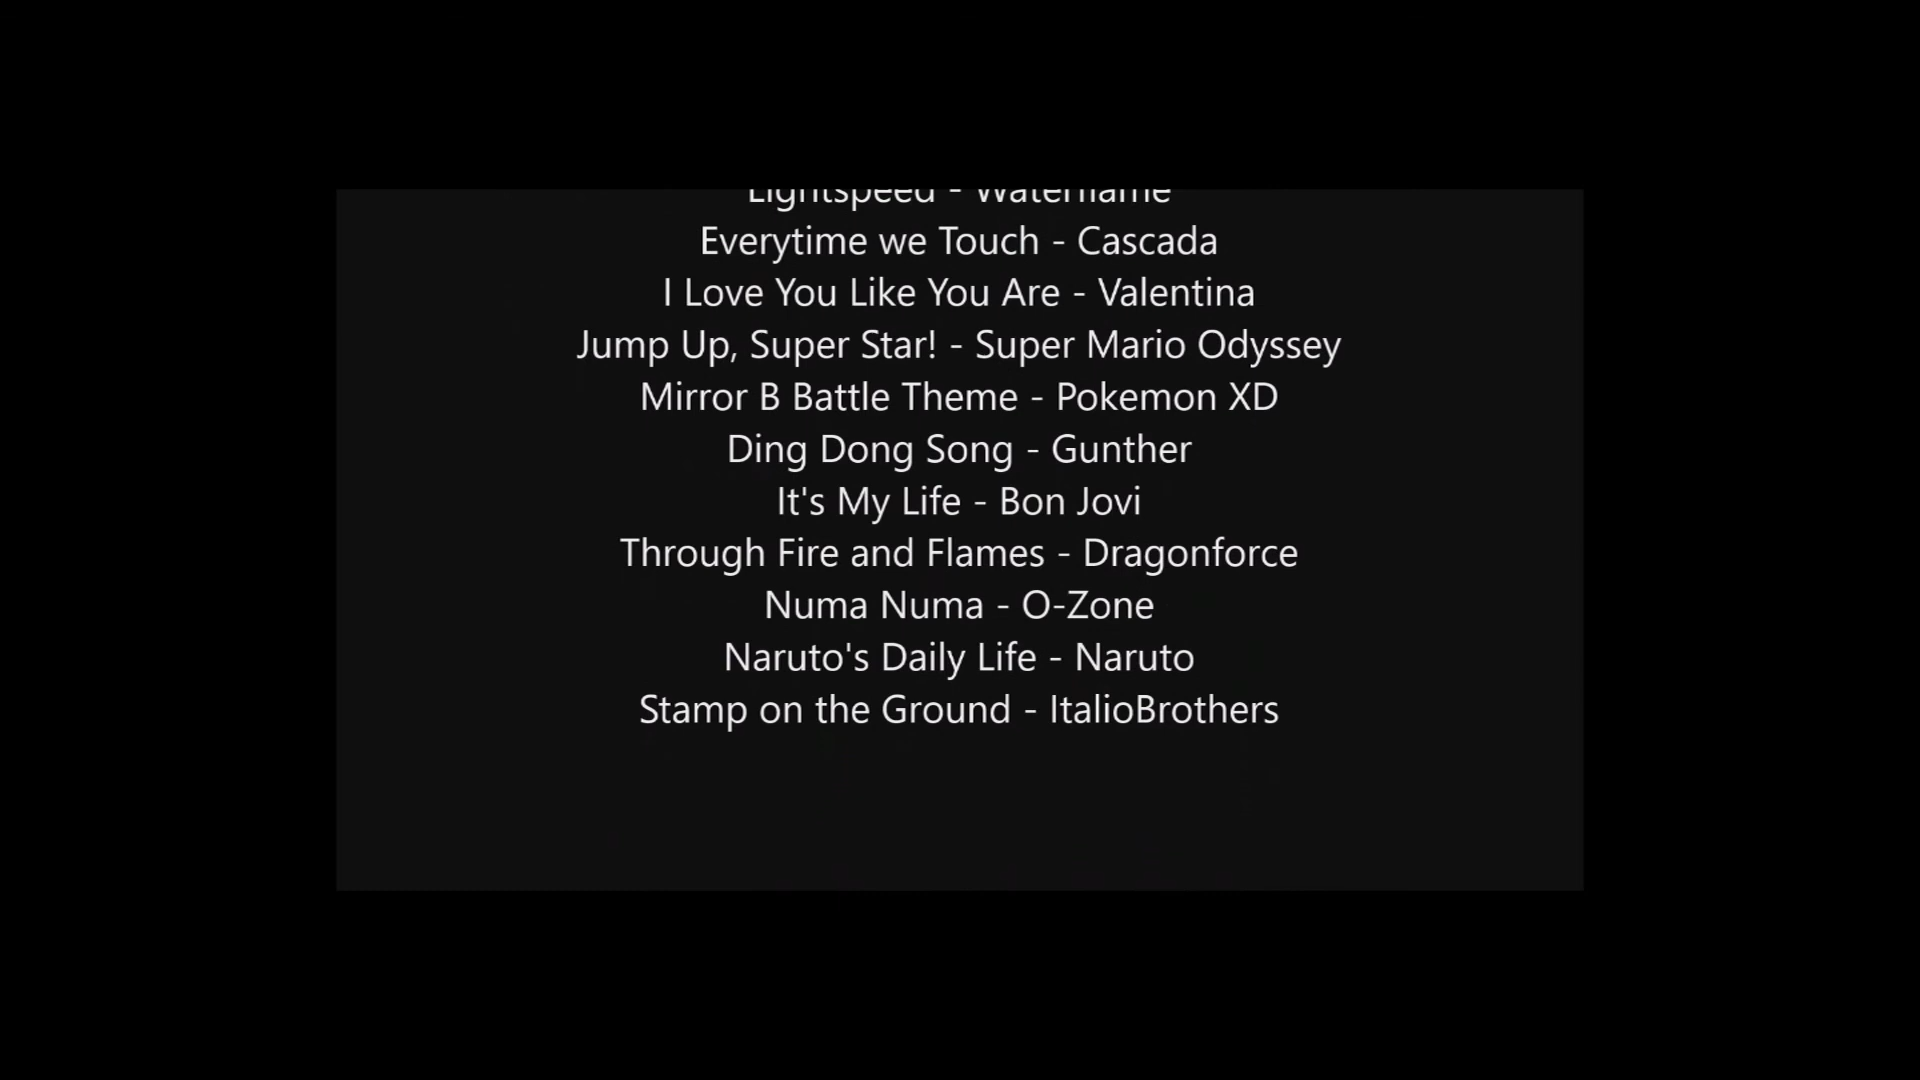 Lightspeed - Waterflame
Everytime we Touch - Cascada
I Love You Like You Are - Valentina
Jump Up, Super Star! - Super Mario Odyssey
Mirror B Battle Theme - Pokemon XD
Ding Dong Song - Gunther
It's My Life - Bon Jovi
Through Fire and Flames - Dragonforce
Numa Numa - O-Zone
Naruto's Daily Life - Naruto
Stamp on the Ground - ItalioBrothers